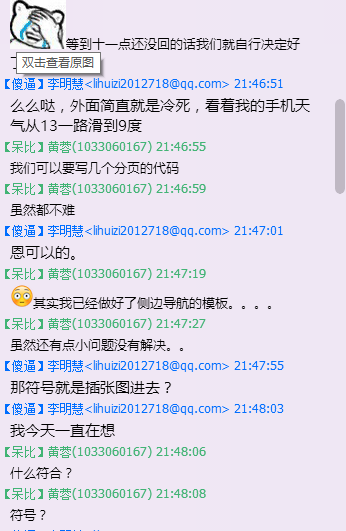 等到十一点还没回的话我们就自行决定好
了
双击查看原图
【傻逼】李明慧<lihuizi2012718@qq.com> 21:46:51
么么哒，外面简直就是冷死，看着我的手机天
气从13一路滑到9度
【呆比】黄蓉(1033060167) 21:46:55
我们可以要写几个分页的代码
【呆比】黄蓉(1033060167) 21:46:59
虽然都不难
【傻逼】李明慧<lihuizi2012718@qq.com> 21:47:01
恩可以的。
【呆比】黄蓉(1033060167) 21:47:19
其实我已经做好了侧边导航的模板。。。。
【呆比】黄蓉(1033060167) 21:47:27
虽然还有点小问题没有解决。。
【傻逼】李明慧<lihuizi2012718@qq.com> 21:47:55
那符号就是插张图进去？
【傻逼】李明慧<lihuizi2012718@qq.com> 21:48:03
我今天一直在想
【呆比】黄蓉(1033060167) 21:48:06
什么符合？
【呆比】黄蓉(1033060167) 21:48:08
符号？